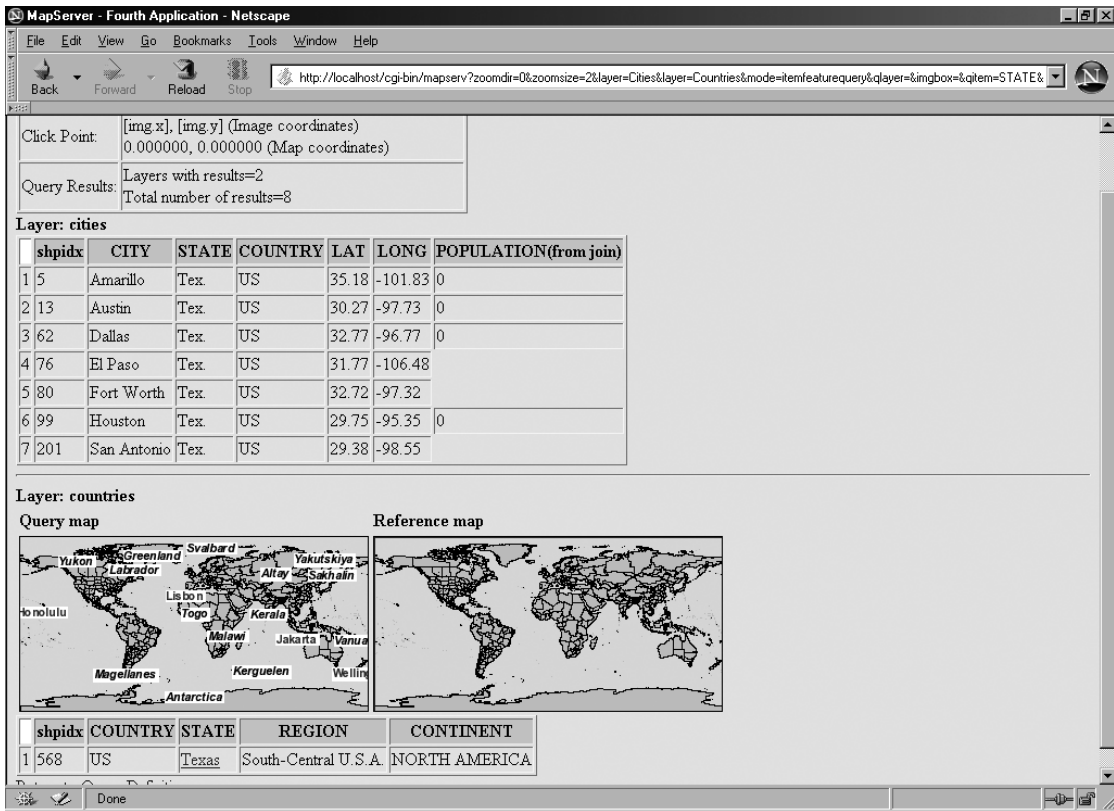 MapServer - Fourth Application - Netscape
File Edit View Go Bookmarks Tools Window Help
Back Forward Reload Stop http://localhost/cgi-bin/mapserv?zoomdir=0&zoomsize=2&layer=Cities&layer=Countries&mode=itemfeaturequery&qlayer=&imgbox=&qitem=STATE& N
Click Point: [img.x], [img.y] (Image coordinates)
0.000000, 0.000000 (Map coordinates)
Query Results: Layers with results=2
Total number of results=8
Layer: cities
shpidx CITY STATE COUNTRY LAT LONG POPULATION(from join)
1 5 Amarillo Tex. US 35.18 -101.83 0
2 13 Austin Tex. US 30.27 -97.73 0
3 62 Dallas Tex. US 32.77 -96.77 0
4 76 El Paso Tex. US 31.77 -106.48
5 80 Fort Worth Tex. US 32.72 -97.32
6 99 Houston Tex. US 29.75 -95.35 0
7 201 San Antonio Tex. US 29.38 -98.55
Layer: countries
Query map Reference map
Svalbard
Yukon Greenland Yakutskiya
Labrador Altay Sakhalin
Lisbon
Honolulu Togo Kerala
Malawi Jakarta Vanua
Magellanes Kerguelen Welling
Antarctica
shpidx COUNTRY STATE REGION CONTINENT
1 568 US Texas South-Central U.S.A. NORTH AMERICA
Done